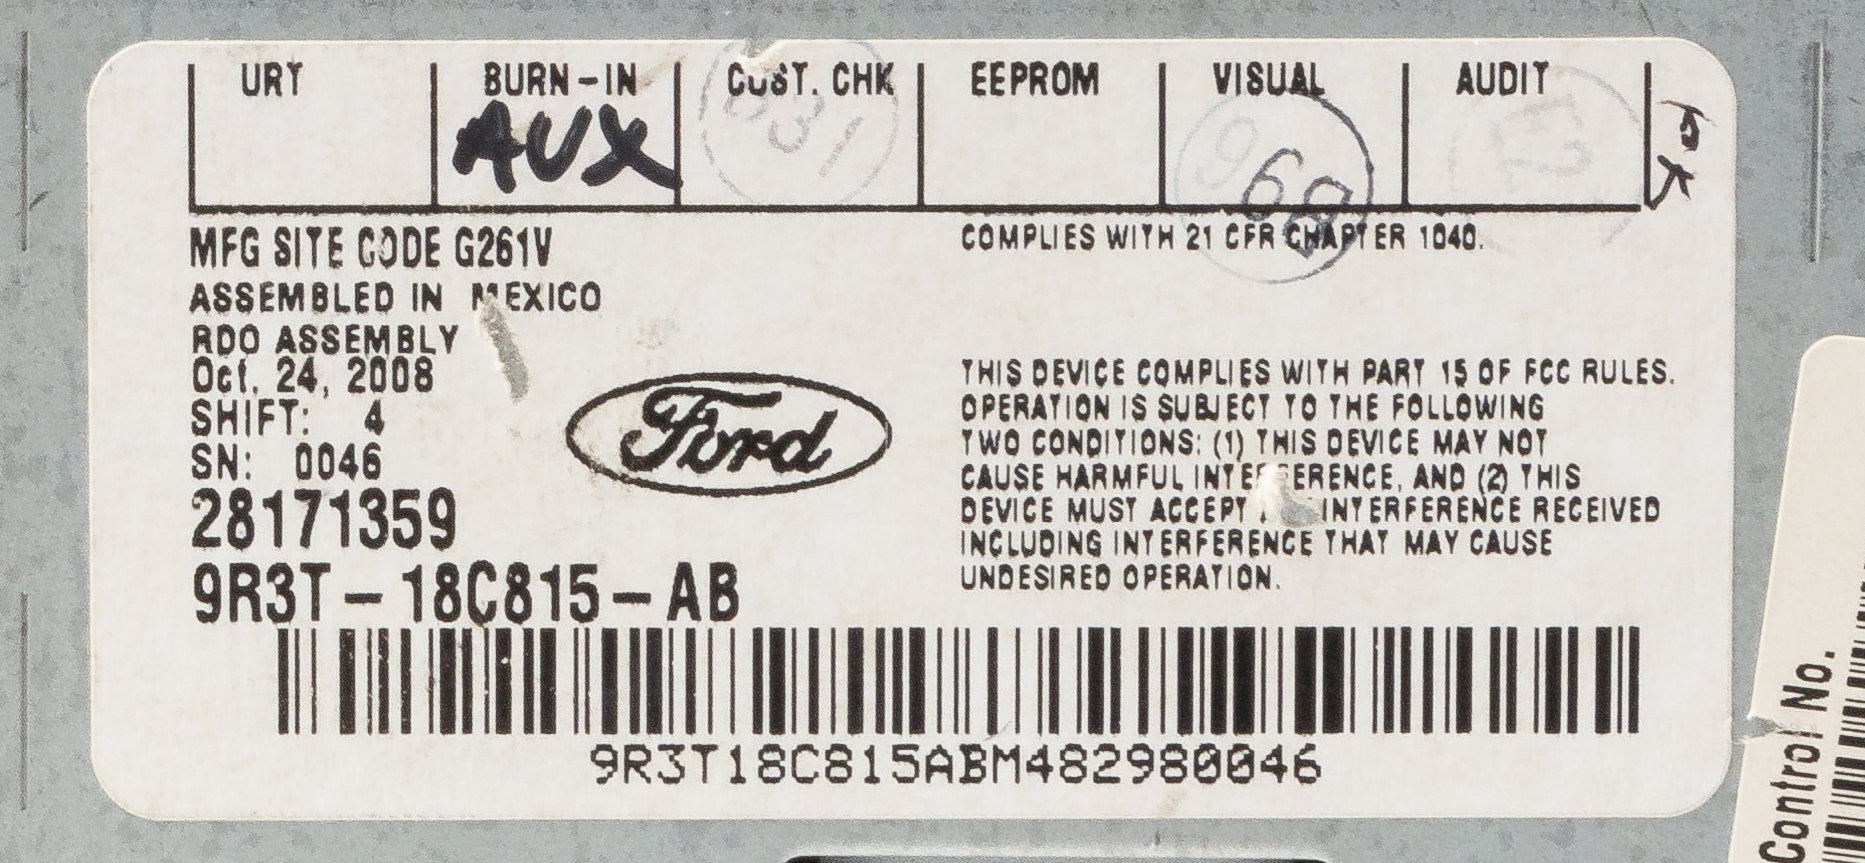 URT BURN-IN CUST. CHK EEPROM VISUAL AUDIT
AUX 831 968 OK
MFG SITE CODE G261V
COMPLIES WITH 21 CFR CHAPTER 1040.
ASSEMBLED IN MEXICO
RDO ASSEMBLY
Oct. 24, 2008
SHIFT: 4
SN: 0046
28171359
9R3T-18C815-AB
Ford
THIS DEVICE COMPLIES WITH PART 15 OF FCC RULES.
OPERATION IS SUBJECT TO THE FOLLOWING
TWO CONDITIONS: (1) THIS DEVICE MAY NOT
CAUSE HARMFUL INTERFERENCE, AND (2) THIS
DEVICE MUST ACCEPT INTERFERENCE RECEIVED
INCLUDING INTERFERENCE THAT MAY CAUSE
UNDESIRED OPERATION.
9R3T18C815ABM482980046
Control No.